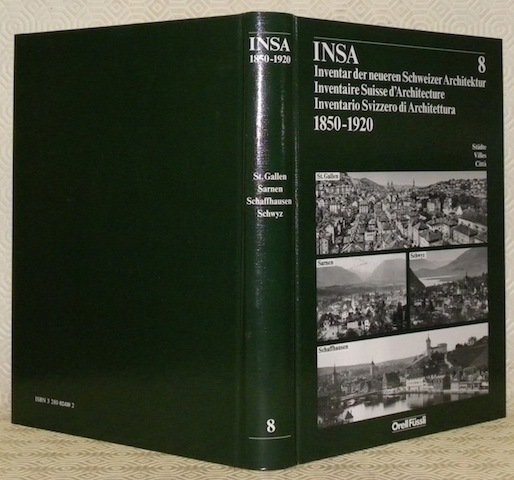 INSA
1850-1920
St. Gallen
Sarnen
Schaffhausen
Schwyz
8
INSA
8
Inventar der neueren Schweizer Architektur
Inventaire Suisse d'Architecture
Inventario Svizzero di Architettura
1850-1920
Städte
Villes
Città
St. Gallen
Sarnen
Schwyz
Schaffhausen
Orell Füssli